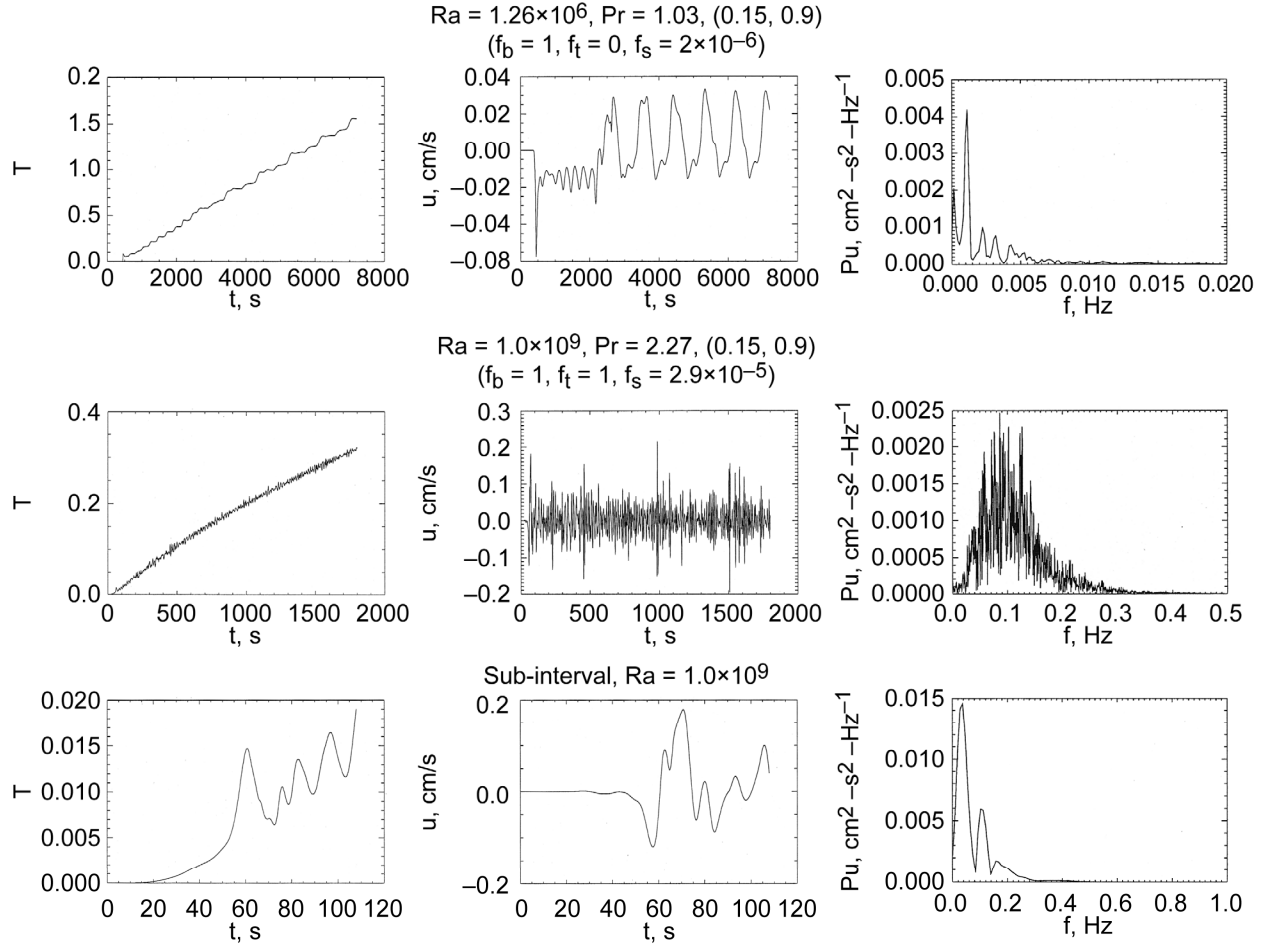 Ra = 1.26×10⁶, Pr = 1.03, (0.15, 0.9)
(f_b = 1, f_t = 0, f_s = 2×10⁻⁶)
0.2
1.5
1.0
0.5
0.0
T
0 2000 4000 6000 8000
t, s
0.04
0.02
0.00
−0.02
−0.04
−0.08
u, cm/s
0 2000 4000 6000 8000
t, s
0.005
0.004
0.003
0.002
0.001
0.000
Pu, cm² –s² –Hz⁻¹
0.000 0.005 0.010 0.015 0.020
f, Hz
Ra = 1.0×10⁹, Pr = 2.27, (0.15, 0.9)
(f_b = 1, f_t = 1, f_s = 2.9×10⁻⁵)
0.4
0.2
0.0
T
0 500 1000 1500 2000
t, s
0.3
0.2
0.1
0.0
−0.1
−0.2
u, cm/s
0 500 1000 1500 2000
t, s
0.0025
0.0020
0.0015
0.0010
0.0005
0.0000
Pu, cm² –s² –Hz⁻¹
0.0 0.1 0.2 0.3 0.4 0.5
f, Hz
Sub-interval, Ra = 1.0×10⁹
0.020
0.015
0.010
0.005
0.000
T
0 20 40 60 80 100 120
t, s
0.2
0.0
−0.2
u, cm/s
0 20 40 60 80 100 120
t, s
0.015
0.010
0.005
0.000
Pu, cm² –s² –Hz⁻¹
0.0 0.2 0.4 0.6 0.8 1.0
f, Hz